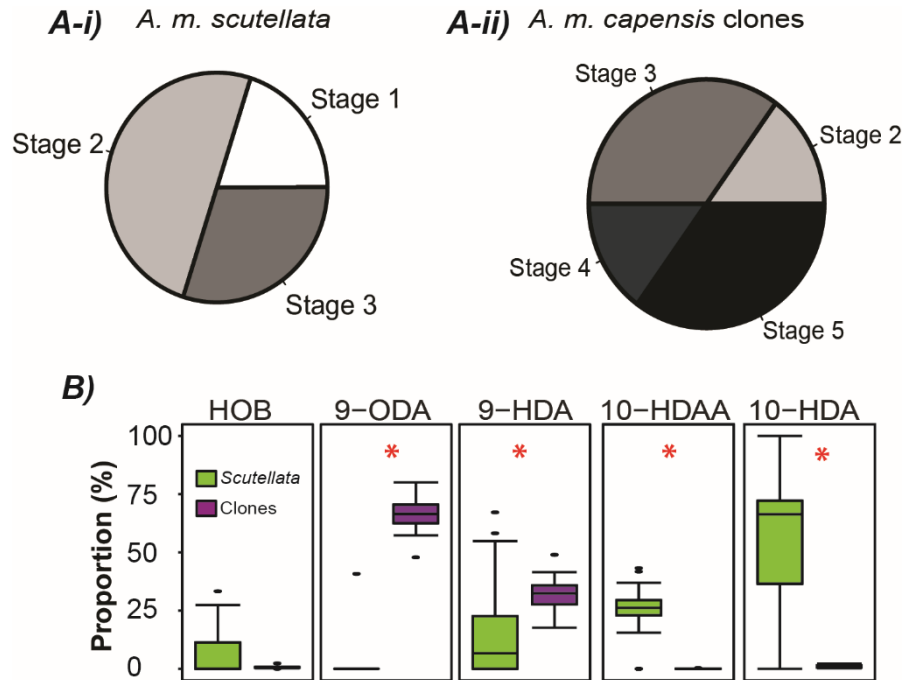 A-i) A. m. scutellata
A-ii) A. m. capensis clones
Stage 1
Stage 2
Stage 3
Stage 3
Stage 2
Stage 4
Stage 5
B)
HOB 9-ODA 9-HDA 10-HDAA 10-HDA
Proportion (%)
100
75
50
25
0
Scutellata
Clones
* * * *